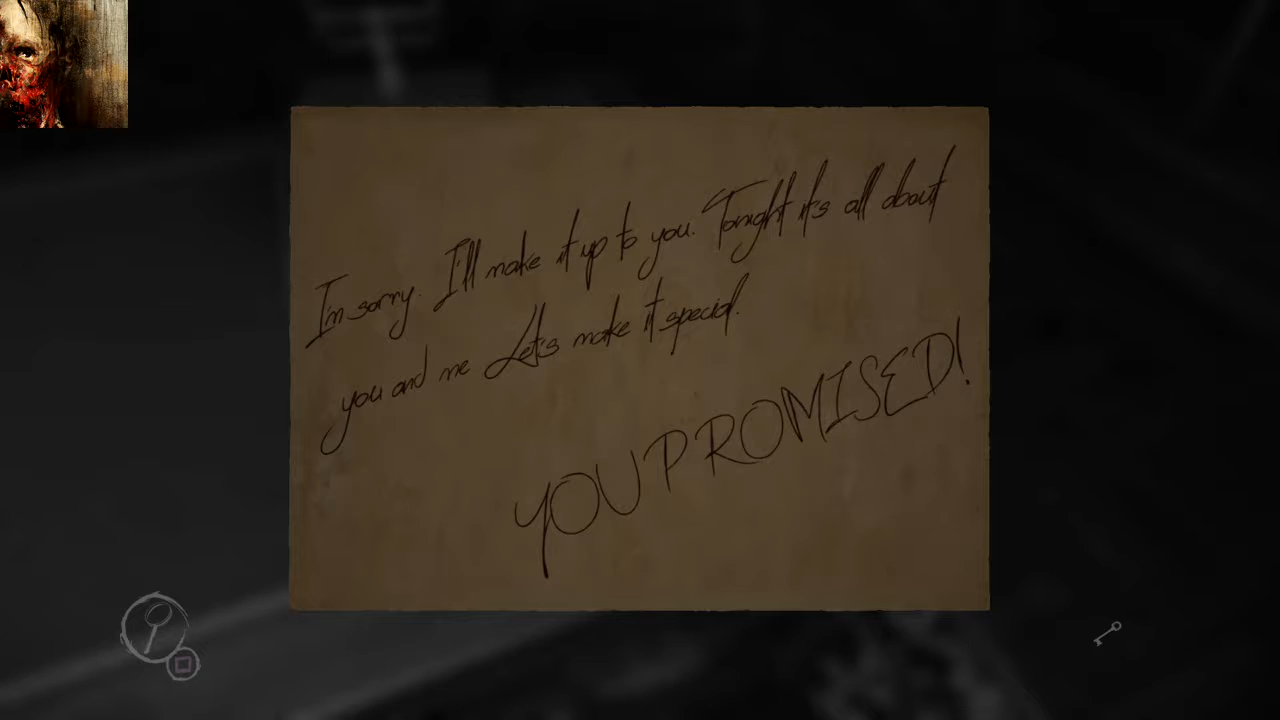 I'm sorry. I'll make it up to you. Tonight it's all about
you and me Let's make it special.
YOU PROMISED!